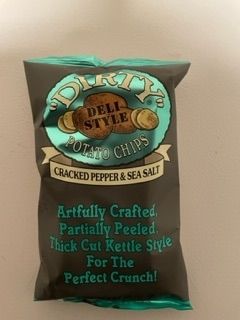 "DIRTY"
DELI
STYLE
POTATO CHIPS
CRACKED PEPPER & SEA SALT
Artfully Crafted,
Partially Peeled,
Thick Cut Kettle Style
For The
Perfect Crunch!